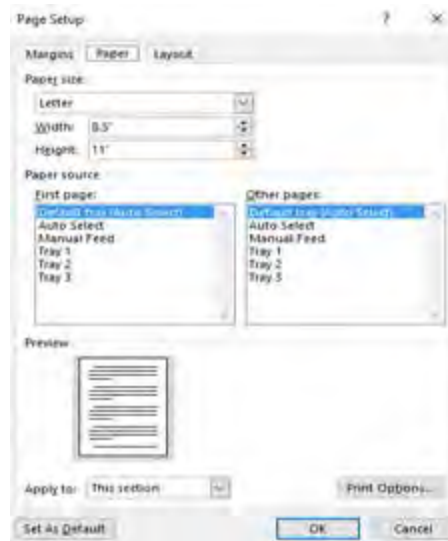 Page Setup ? ×
Margins Paper Layout
Paper size:
Letter
Width: 8.5"
Height: 11"
Paper source
First page: Other pages:
Default tray (Auto Select) Default tray (Auto Select)
Auto Select Auto Select
Manual Feed Manual Feed
Tray 1 Tray 1
Tray 2 Tray 2
Tray 3 Tray 3
Preview
Apply to: This section Print Options...
Set As Default OK Cancel